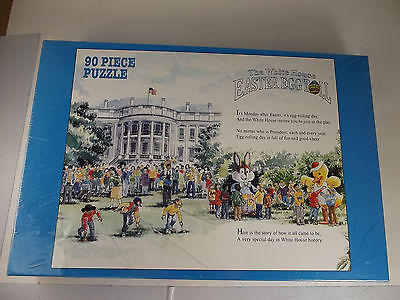 90 PIECE
PUZZLE
The White House
EASTER EGG ROLL
It's Monday after Easter, it's egg-rolling day,
And the White House invites you to join in the play.
No matter who is President, each and every year,
Egg-rolling day is full of fun and good cheer.
Here is the story of how it all came to be,
A very special day in White House history.